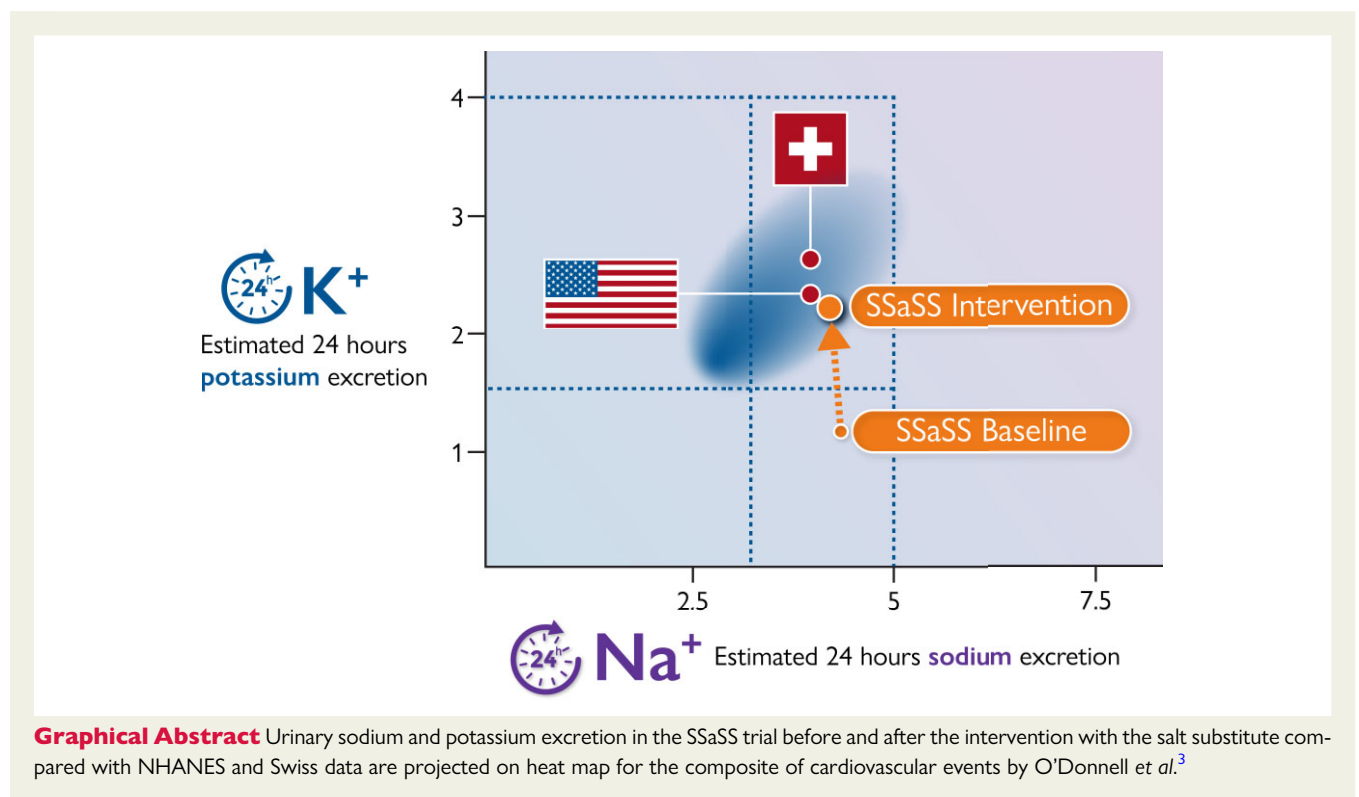 4
3
2
1
24h K+
Estimated 24 hours
potassium excretion
SSaSS Intervention
SSaSS Baseline
2.5 5 7.5
24h Na+ Estimated 24 hours sodium excretion
Graphical Abstract Urinary sodium and potassium excretion in the SSaSS trial before and after the intervention with the salt substitute com-
pared with NHANES and Swiss data are projected on heat map for the composite of cardiovascular events by O'Donnell et al.3